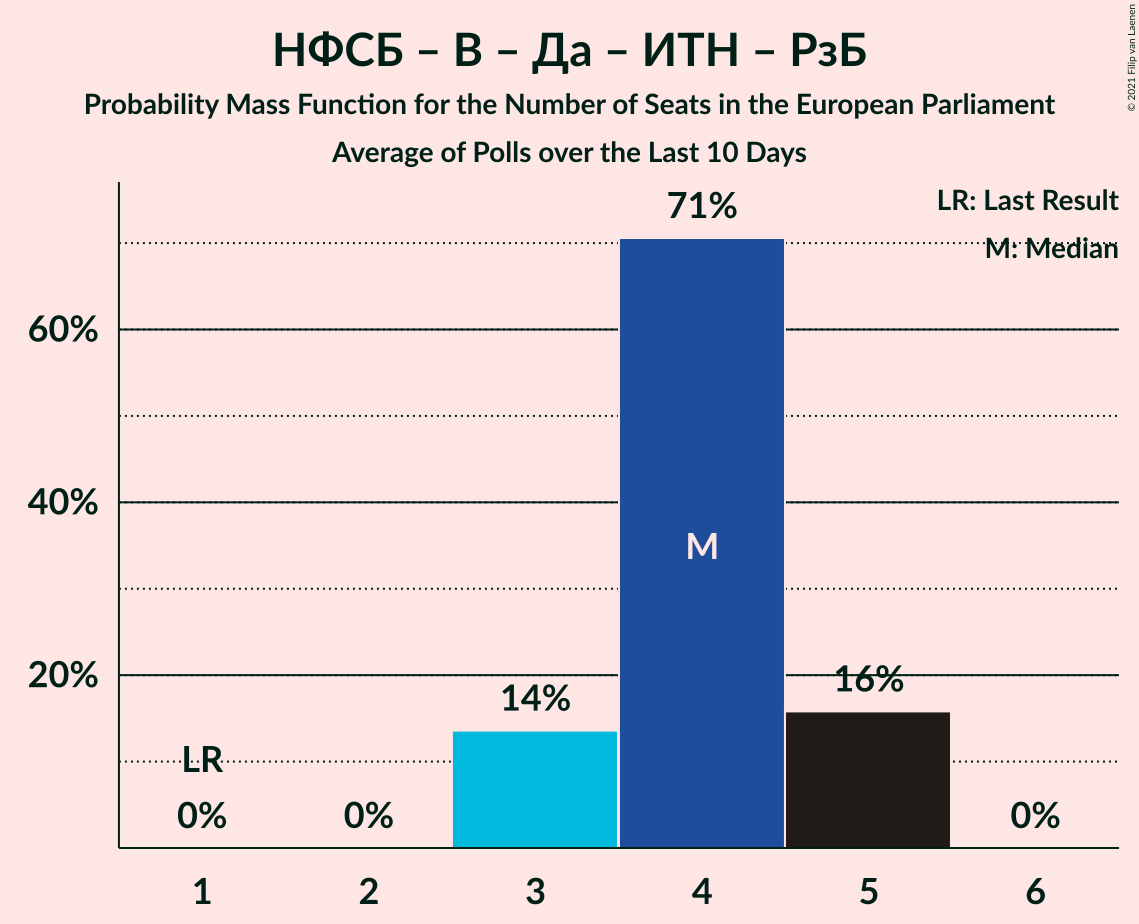 НФСБ – В – Да – ИТН – РзБ
Probability Mass Function for the Number of Seats in the European Parliament
Average of Polls over the Last 10 Days
© 2021 Filip van Laenen
LR: Last Result
M: Median
71%
60%
40%
20%
M
14%
16%
LR
0%
0%
0%
1
2
3
4
5
6